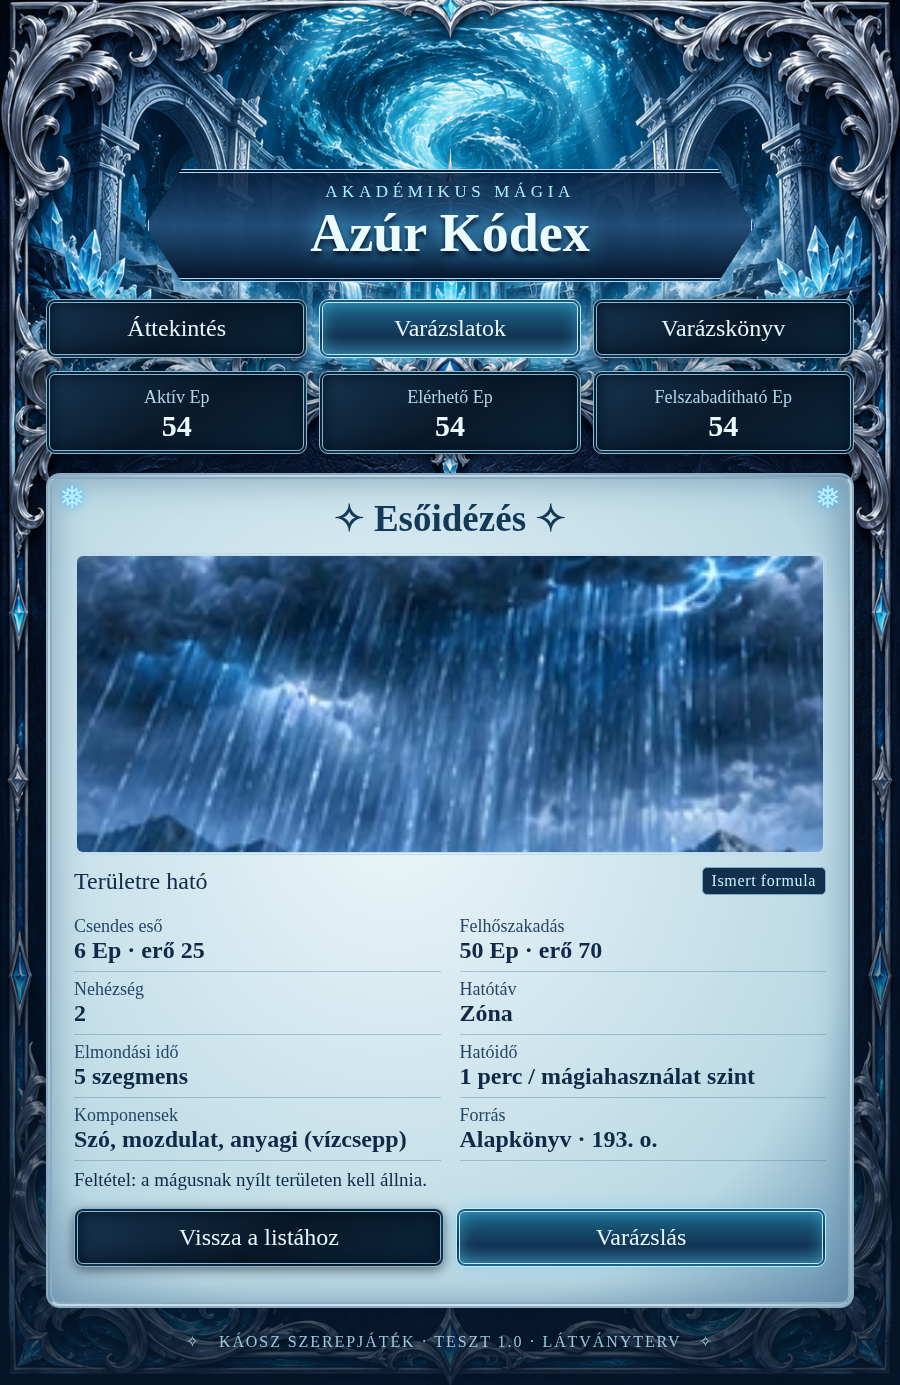 AKADÉMIKUS MÁGIA
Azúr Kódex
Áttekintés
Varázslatok
Varázskönyv
Aktív Ep
54
Elérhető Ep
54
Felszabadítható Ep
54
✧ Esőidézés ✧
Területre ható
Ismert formula
Csendes eső
6 Ep · erő 25
Felhőszakadás
50 Ep · erő 70
Nehézség
2
Hatótáv
Zóna
Elmondási idő
5 szegmens
Hatóidő
1 perc / mágiahasználat szint
Komponensek
Szó, mozdulat, anyagi (vízcsepp)
Forrás
Alapkönyv · 193. o.
Feltétel: a mágusnak nyílt területen kell állnia.
Vissza a listához
Varázslás
✧ KÁOSZ SZEREPJÁTÉK · TESZT 1.0 · LÁTVÁNYTERV ✧